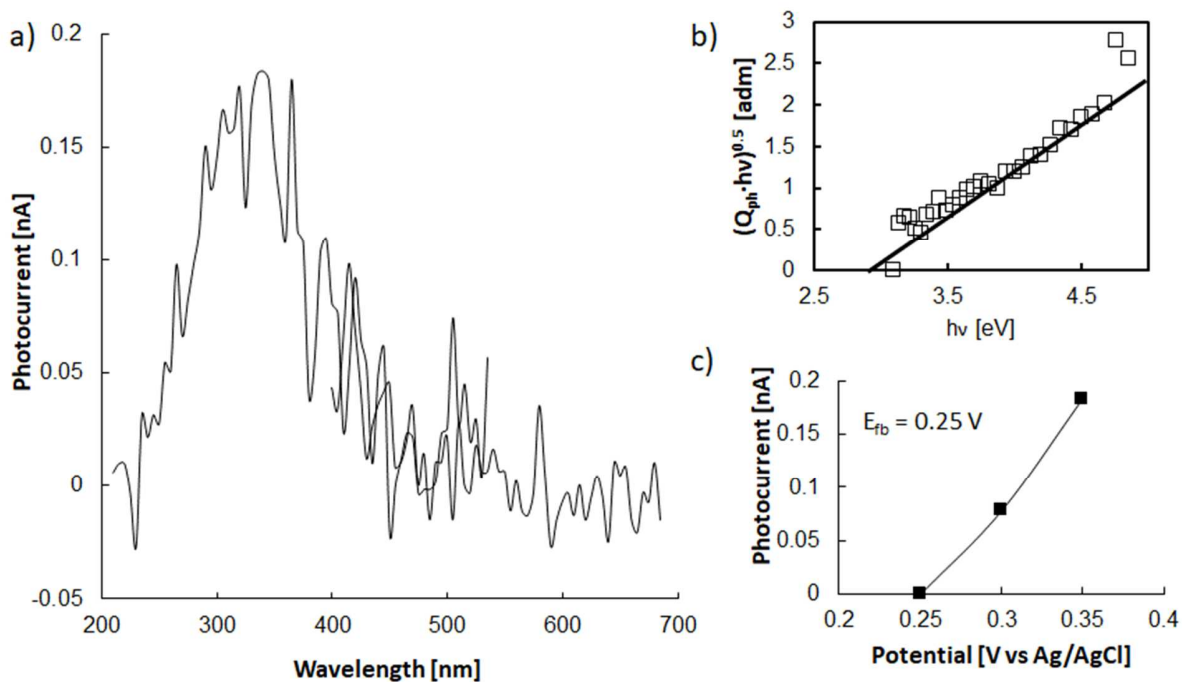 a)
0.2
0.15
0.1
0.05
0
-0.05
Photocurrent [nA]
200 300 400 500 600 700
Wavelength [nm]
b)
3
2.5
2
1.5
1
0.5
0
(Qph·hν)^0.5 [adm]
2.5 3.5 4.5
hν [eV]
c)
0.2
0.15
0.1
0.05
0
Photocurrent [nA]
Efb = 0.25 V
0.2 0.25 0.3 0.35 0.4
Potential [V vs Ag/AgCl]